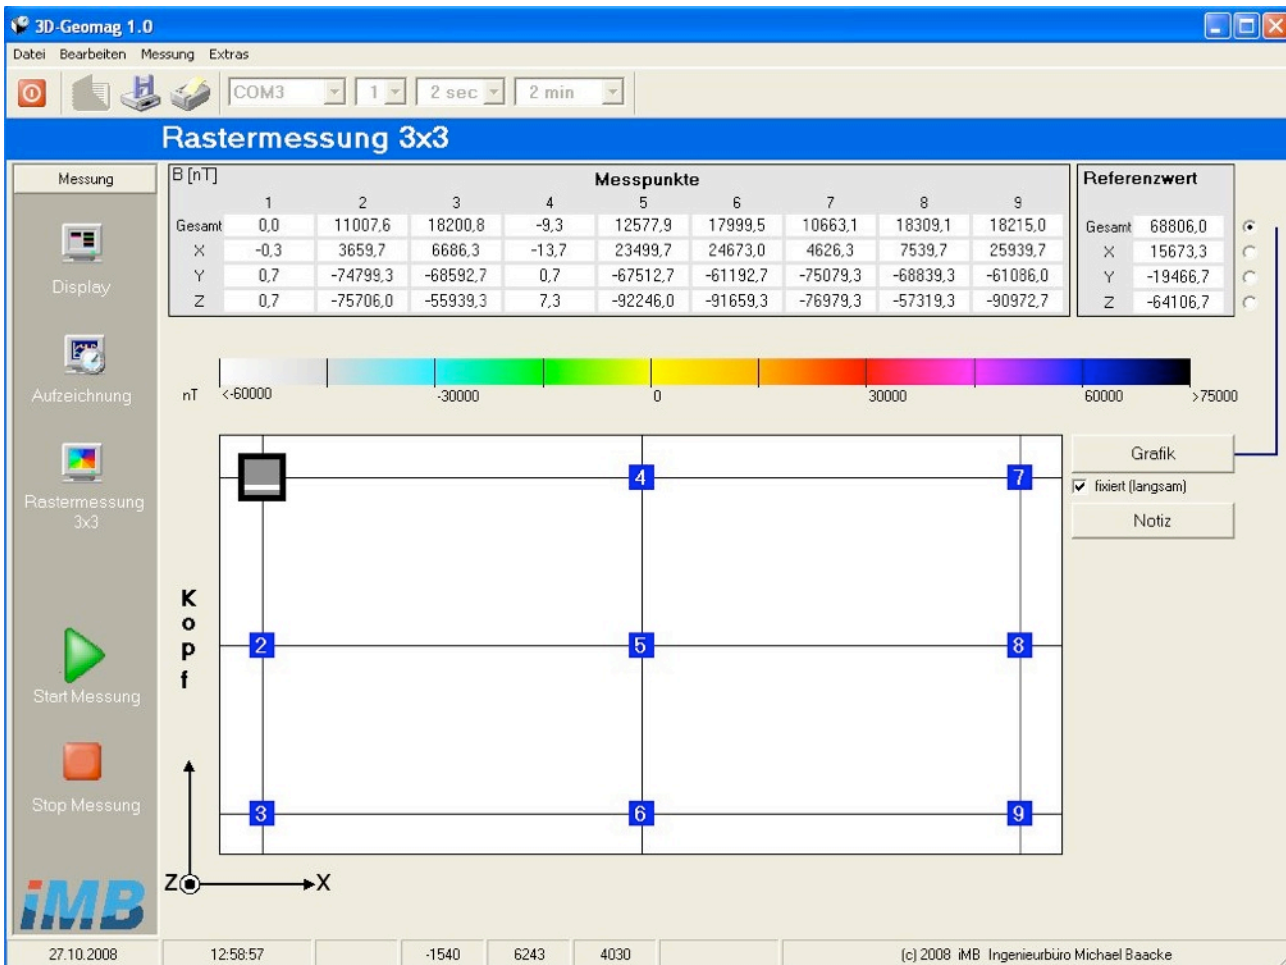 3D-Geomag 1.0
Datei Bearbeiten Messung Extras
COM3 1 2 sec 2 min
Rastermessung 3x3
Messung
Display
Aufzeichnung
Rastermessung
3x3
Start Messung
Stop Messung
iMB
B [nT] Messpunkte
1 2 3 4 5 6 7 8 9
Gesamt 0,0 11007,6 18200,8 -9,3 12577,9 17999,5 10663,1 18309,1 18215,0
X -0,3 3659,7 6686,3 -13,7 23499,7 24673,0 4626,3 7539,7 25939,7
Y 0,7 -74799,3 -68592,7 0,7 -67512,7 -61192,7 -75079,3 -68839,3 -61086,0
Z 0,7 -75706,0 -55939,3 7,3 -92246,0 -91659,3 -76979,3 -57319,3 -90972,7
Referenzwert
Gesamt 68806,0
X 15673,3
Y -19466,7
Z -64106,7
nT <-60000 -30000 0 30000 60000 >75000
4 7
2 5 8
3 6 9
Kopf
Z X
Grafik
fixiert (langsam)
Notiz
27.10.2008 12:58:57 -1540 6243 4030 (c) 2008 iMB Ingenieurbüro Michael Baacke